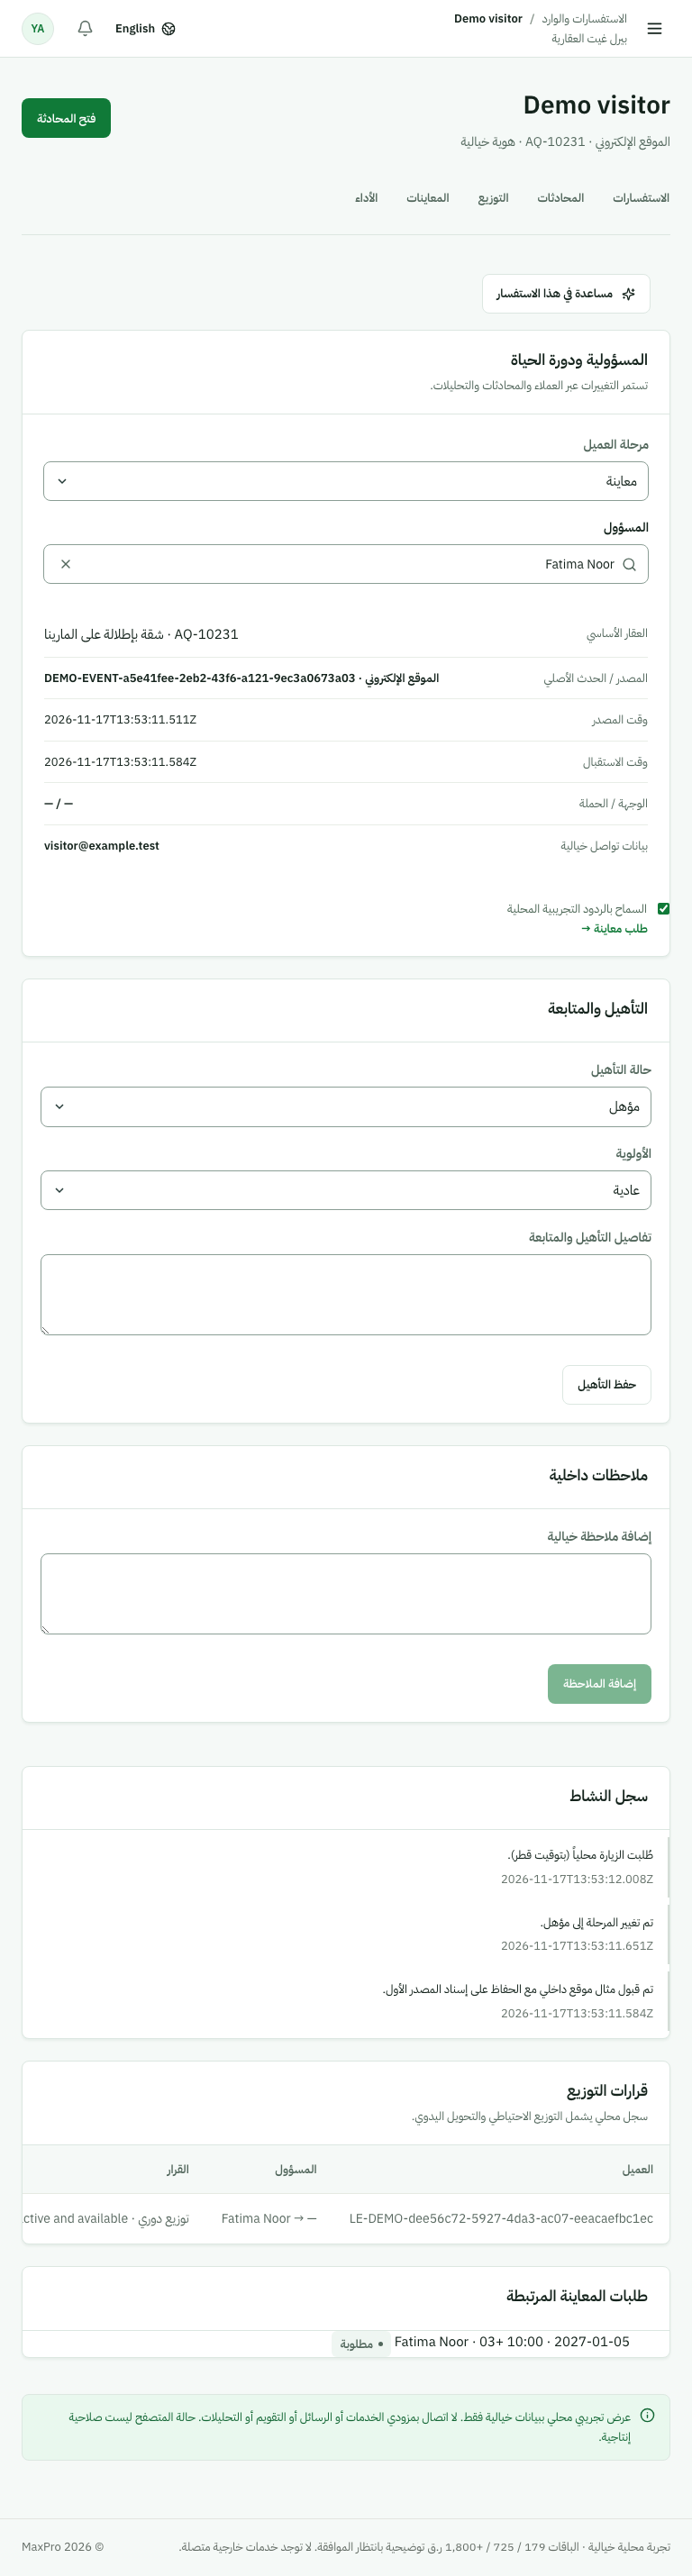 الاستفسارات والوارد / Demo visitor
بيرل غيت العقارية
English
YA
Demo visitor
الموقع الإلكتروني · AQ-10231 · هوية خيالية
فتح المحادثة
الاستفسارات المحادثات التوزيع المعاينات الأداء
مساعدة في هذا الاستفسار
المسؤولية ودورة الحياة
تستمر التغييرات عبر العملاء والمحادثات والتحليلات.
مرحلة العميل
معاينة
المسؤول
Fatima Noor
العقار الأساسي AQ-10231 · شقة بإطلالة على المارينا
المصدر / الحدث الأصلي الموقع الإلكتروني · DEMO-EVENT-a5e41fee-2eb2-43f6-a121-9ec3a0673a03
وقت المصدر 2026-11-17T13:53:11.511Z
وقت الاستقبال 2026-11-17T13:53:11.584Z
الوجهة / الحملة — / —
بيانات تواصل خيالية visitor@example.test
السماح بالردود التجريبية المحلية
طلب معاينة →
التأهيل والمتابعة
حالة التأهيل
مؤهل
الأولوية
عادية
تفاصيل التأهيل والمتابعة
حفظ التأهيل
ملاحظات داخلية
إضافة ملاحظة خيالية
إضافة الملاحظة
سجل النشاط
طُلبت الزيارة محلياً (بتوقيت قطر).
2026-11-17T13:53:12.008Z
تم تغيير المرحلة إلى مؤهل.
2026-11-17T13:53:11.651Z
تم قبول مثال موقع داخلي مع الحفاظ على إسناد المصدر الأول.
2026-11-17T13:53:11.584Z
قرارات التوزيع
سجل محلي يشمل التوزيع الاحتياطي والتحويل اليدوي.
العميل المسؤول القرار
LE-DEMO-dee56c72-5927-4da3-ac07-eeacaefbc1ec — → Fatima Noor توزيع دوري · and available
طلبات المعاينة المرتبطة
2027-01-05 · 10:00 +03 · Fatima Noor • مطلوبة
عرض تجريبي محلي ببيانات خيالية فقط. لا اتصال بمزودي الخدمات أو الرسائل أو التقويم أو التحليلات. حالة المتصفح ليست صلاحية
إنتاجية.
تجربة محلية خيالية · الباقات 179 / 725 / +1,800 ر.ق توضيحية بانتظار الموافقة. لا توجد خدمات خارجية متصلة.
© 2026 MaxPro